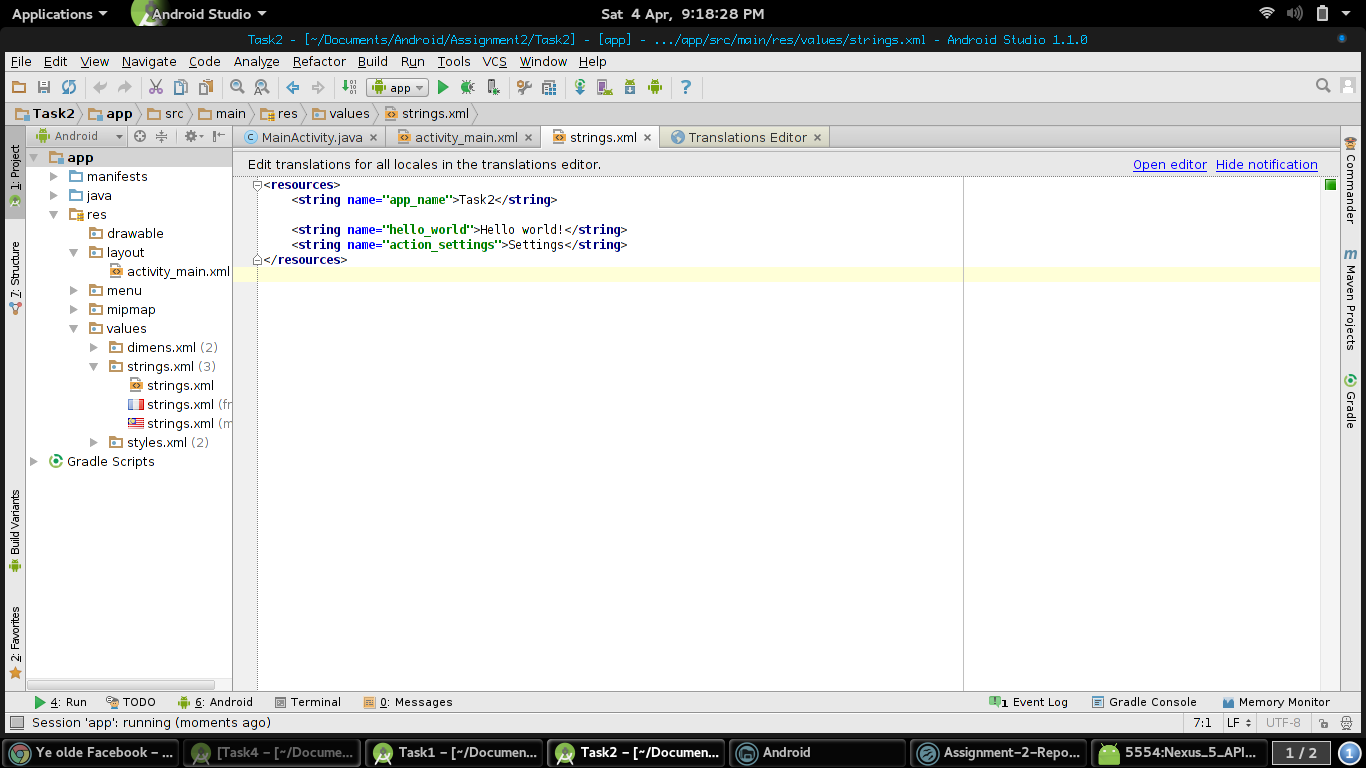 Applications Android Studio Sat 4 Apr, 9:18:28 PM
Task2 - [~/Documents/Android/Assignment2/Task2] - [app] - .../app/src/main/res/values/strings.xml - Android Studio 1.1.0
File Edit View Navigate Code Analyze Refactor Build Run Tools VCS Window Help
app
Task2 app src main res values strings.xml
Android
MainActivity.java activity_main.xml strings.xml Translations Editor
Edit translations for all locales in the translations editor. Open editor Hide notification
1: Project
7: Structure
Build Variants
2: Favorites
app
manifests
java
res
drawable
layout
activity_main.xml
menu
mipmap
values
dimens.xml (2)
strings.xml (3)
strings.xml
strings.xml (fr
strings.xml (m
styles.xml (2)
Gradle Scripts
<resources>
<string name="app_name">Task2</string>
<string name="hello_world">Hello world!</string>
<string name="action_settings">Settings</string>
</resources>
Commander
Maven Projects
Gradle
4: Run TODO 6: Android Terminal 0: Messages 1 Event Log Gradle Console Memory Monitor
Session 'app': running (moments ago) 7:1 LF UTF-8
Ye olde Facebook – ... [Task4 – [~/Docume... Task1 – [~/Documen... Task2 – [~/Documen... Android Assignment-2-Repo... 5554:Nexus_5_API... 1 / 2 1